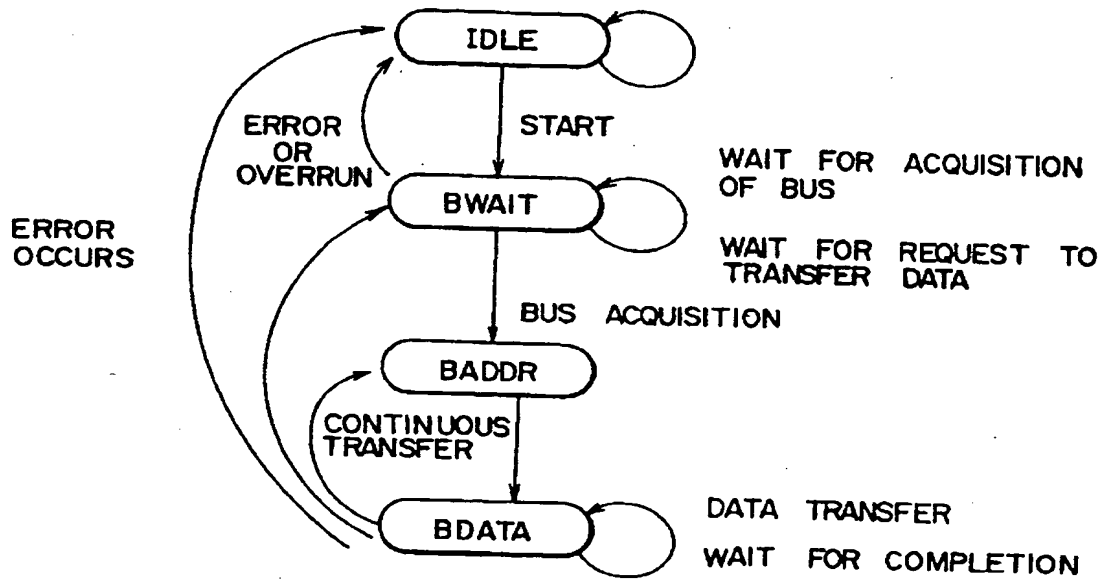 IDLE
START
ERROR
OR
OVERRUN
WAIT FOR ACQUISITION
OF BUS
BWAIT
ERROR
OCCURS
WAIT FOR REQUEST TO
TRANSFER DATA
BUS ACQUISITION
BADDR
CONTINUOUS
TRANSFER
DATA TRANSFER
BDATA
WAIT FOR COMPLETION